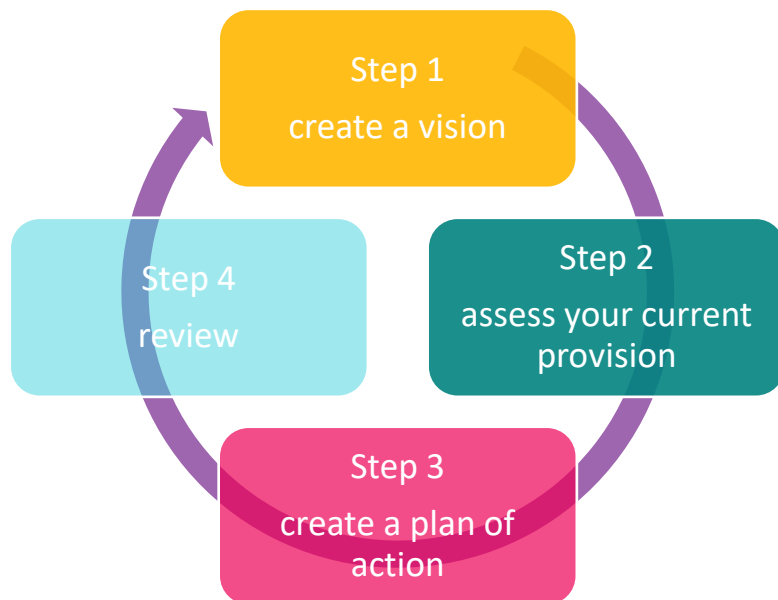 Step 1
create a vision
Step 2
assess your current
provision
Step 3
create a plan of
action
Step 4
review